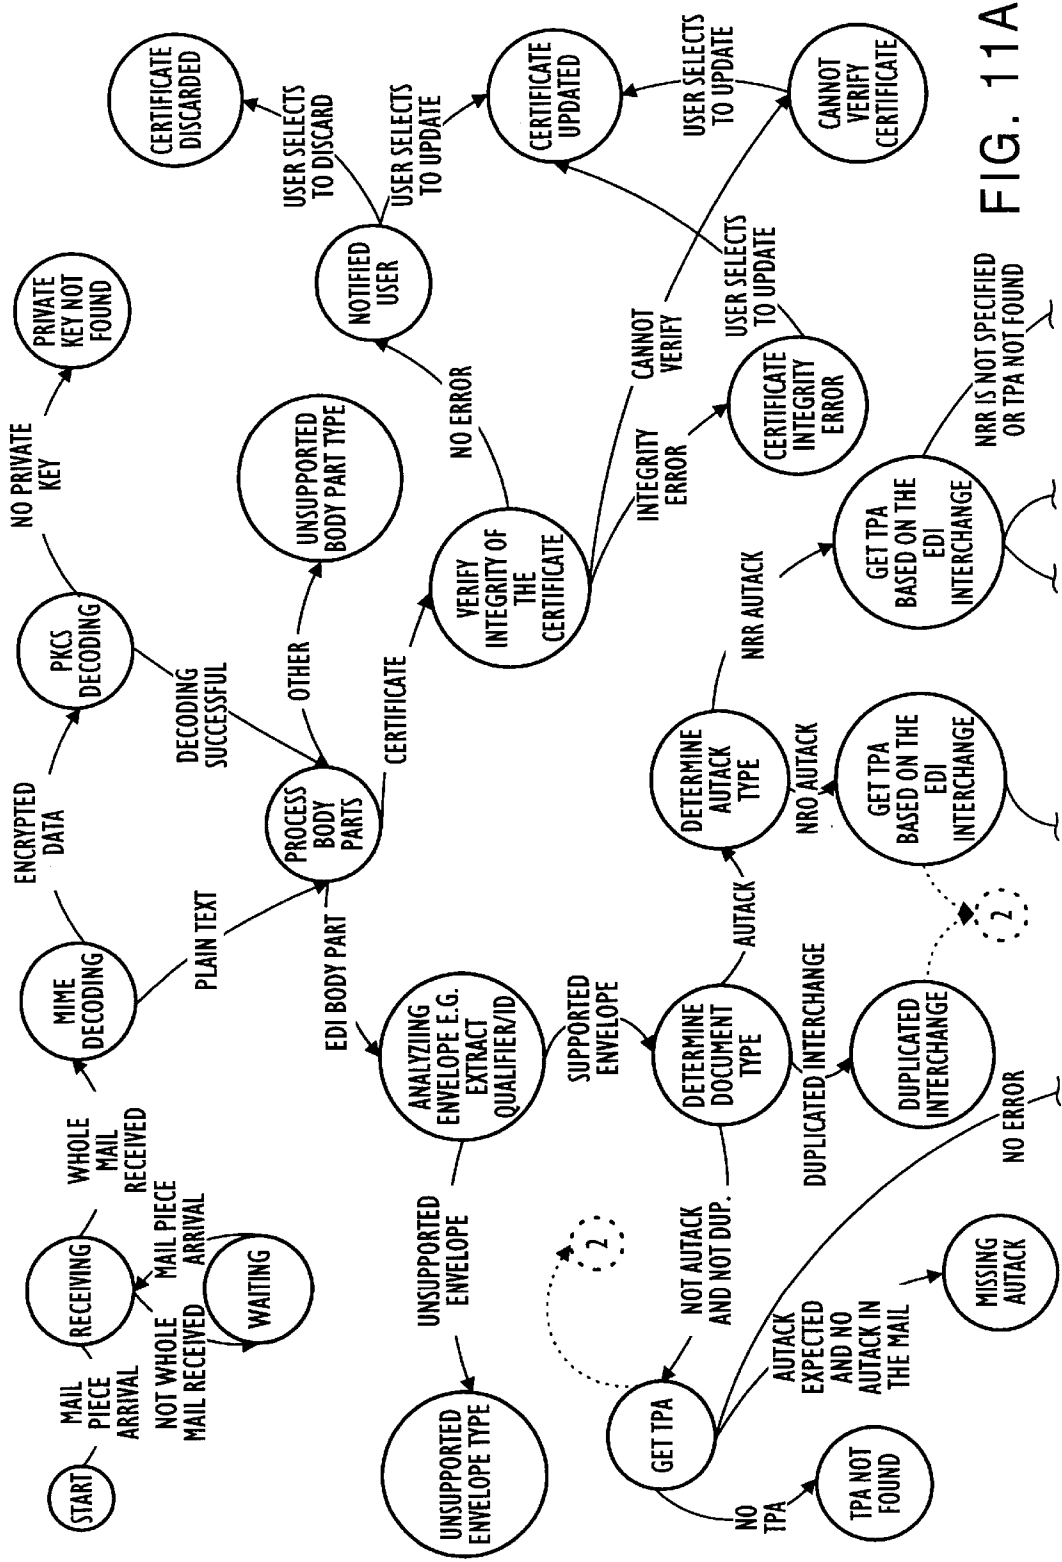 START
MAIL
PIECE
ARRIVAL
RECEIVING
NOT WHOLE
MAIL RECEIVED
MAIL PIECE
ARRIVAL
WAITING
WHOLE
MAIL
RECEIVED
MIME
DECODING
ENCRYPTED
DATA
PKCS
DECODING
NO PRIVATE
KEY
PRIVATE
KEY NOT
FOUND
PLAIN TEXT
DECODING
SUCCESSFUL
PROCESS
BODY
PARTS
OTHER
UNSUPPORTED
BODY PART TYPE
CERTIFICATE
VERIFY
INTEGRITY OF
THE
CERTIFICATE
NO ERROR
NOTIFIED
USER
USER SELECTS
TO DISCARD
CERTIFICATE
DISCARDED
USER SELECTS
TO UPDATE
CERTIFICATE
UPDATED
CANNOT
VERIFY
USER SELECTS
TO UPDATE
CANNOT
VERIFY
CERTIFICATE
INTEGRITY
ERROR
CERTIFICATE
INTEGRITY
ERROR
USER SELECTS
TO UPDATE
EDI BODY PART
ANALYZIING
ENVELOPE E.G.
EXTRACT
QUALIFIER/ID
UNSUPPORTED
ENVELOPE
UNSUPPORTED
ENVELOPE TYPE
SUPPORTED
ENVELOPE
DETERMINE
DOCUMENT
TYPE
AUTACK
DETERMINE
AUTACK
TYPE
NRR AUTACK
GET TPA
BASED ON THE
EDI
INTERCHANGE
NRR IS NOT SPECIFIED
OR TPA NOT FOUND
NRO AUTACK
GET TPA
BASED ON THE
EDI
INTERCHANGE
DUPLICATED INTERCHANGE
DUPLICATED
INTERCHANGE
2
NOT AUTACK
AND NOT DUP.
2
GET TPA
NO
TPA
TPA NOT
FOUND
AUTACK
EXPECTED
AND NO
AUTACK IN
THE MAIL
MISSING
AUTACK
NO ERROR
FIG. 11A